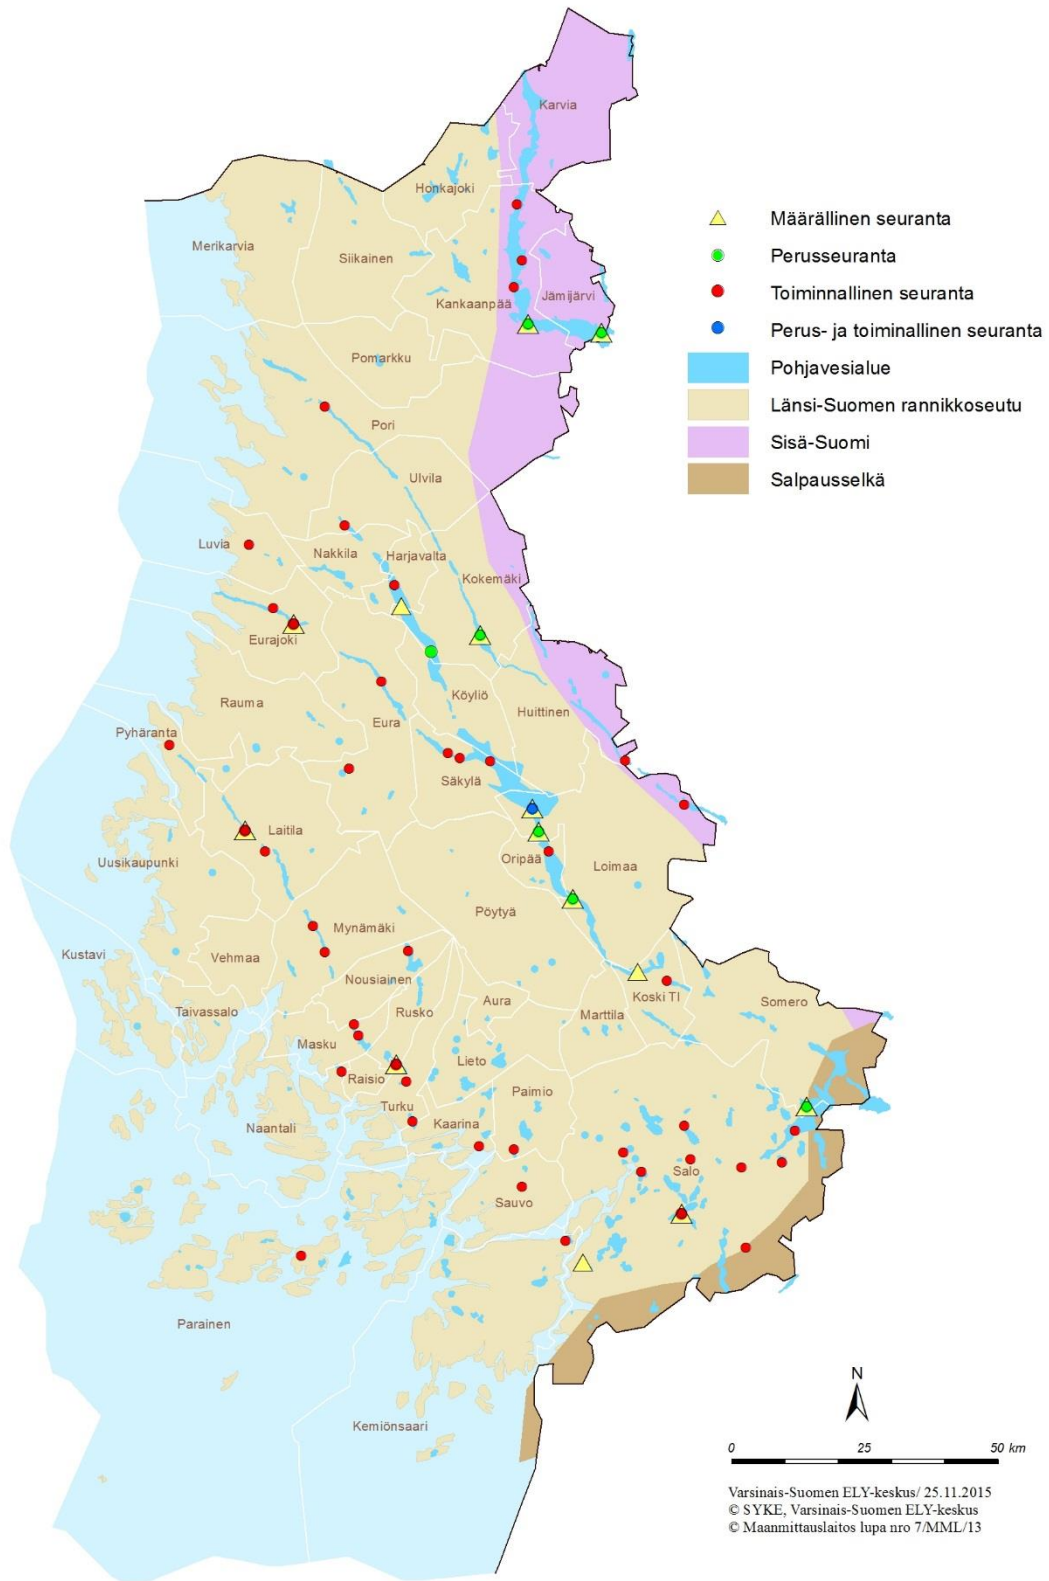 Karvia
Honkajoki
Merikarvia
Siikainen
Kankaanpää
Jämijärvi
Pomarkku
Pori
Ulvila
Luvia
Nakkila
Harjavalta
Kokemäki
Eurajoki
Rauma
Köyliö
Huittinen
Eura
Pyhäranta
Säkylä
Laitila
Uusikaupunki
Oripää
Loimaa
Pöytyä
Mynämäki
Kustavi
Vehmaa
Nousiainen
Taivassalo
Rusko
Aura
Koski Tl
Somero
Marttila
Masku
Lieto
Raisio
Paimio
Turku
Kaarina
Naantali
Salo
Sauvo
Parainen
Kemiönsaari
Määrällinen seuranta
Perusseuranta
Toiminnallinen seuranta
Perus- ja toiminallinen seuranta
Pohjavesialue
Länsi-Suomen rannikkoseutu
Sisä-Suomi
Salpausselkä
N
0 25 50 km
Varsinais-Suomen ELY-keskus/ 25.11.2015
© SYKE, Varsinais-Suomen ELY-keskus
© Maanmittauslaitos lupa nro 7/MML/13